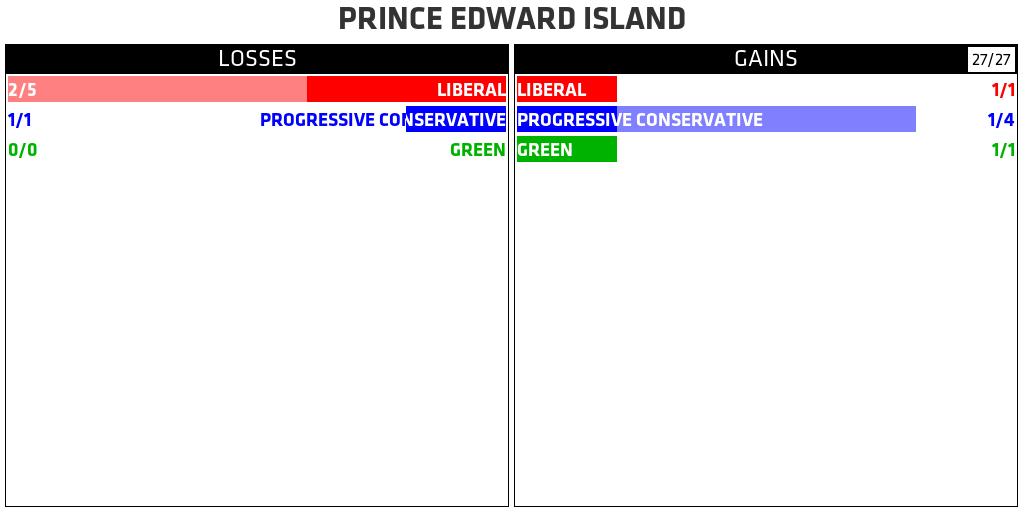 PRINCE EDWARD ISLAND
LOSSES
2/5 LIBERAL
1/1 PROGRESSIVE CONSERVATIVE
0/0 GREEN
GAINS 27/27
LIBERAL 1/1
PROGRESSIVE CONSERVATIVE 1/4
GREEN 1/1